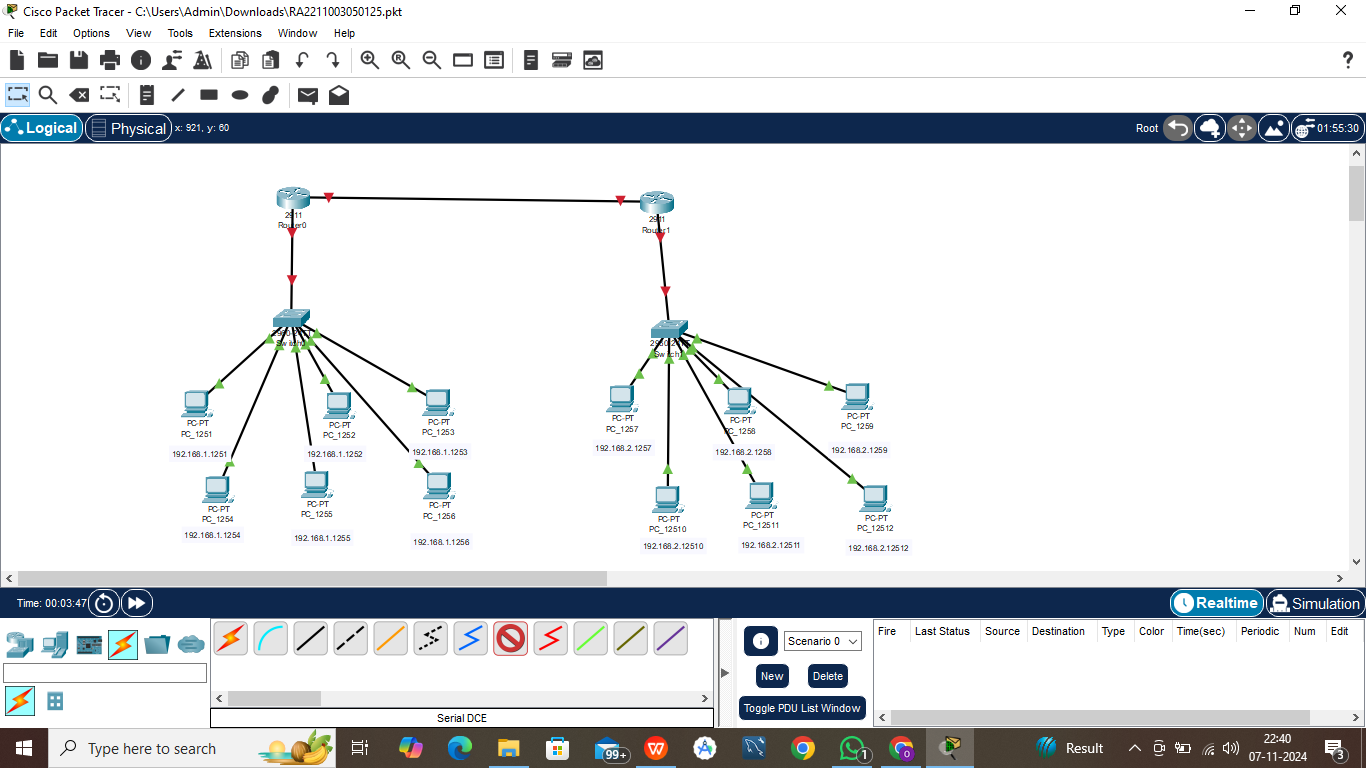 Cisco Packet Tracer - C:\Users\Admin\Downloads\RA2211003050125.pkt
File Edit Options View Tools Extensions Window Help
Logical Physical x: 921, y: 60 Root 01:55:30
2911
Router0
2911
Router1
Switch0
2960-24TT
Switch1
PC-PT
PC_1251
192.168.1.1251
PC-PT
PC_1252
192.168.1.1252
PC-PT
PC_1253
192.168.1.1253
PC-PT
PC_1254
192.168.1.1254
PC-PT
PC_1255
192.168.1.1255
PC-PT
PC_1256
192.168.1.1256
PC-PT
PC_1257
192.168.2.1257
PC-PT
PC_1258
192.168.2.1258
PC-PT
PC_1259
192.168.2.1259
PC-PT
PC_12510
192.168.2.12510
PC-PT
PC_12511
192.168.2.12511
PC-PT
PC_12512
192.168.2.12512
Time: 00:03:47 Realtime Simulation
Scenario 0
New Delete
Toggle PDU List Window
Fire Last Status Source Destination Type Color Time(sec) Periodic Num Edit
Serial DCE
Type here to search
99+
1
Result
22:40
07-11-2024
3